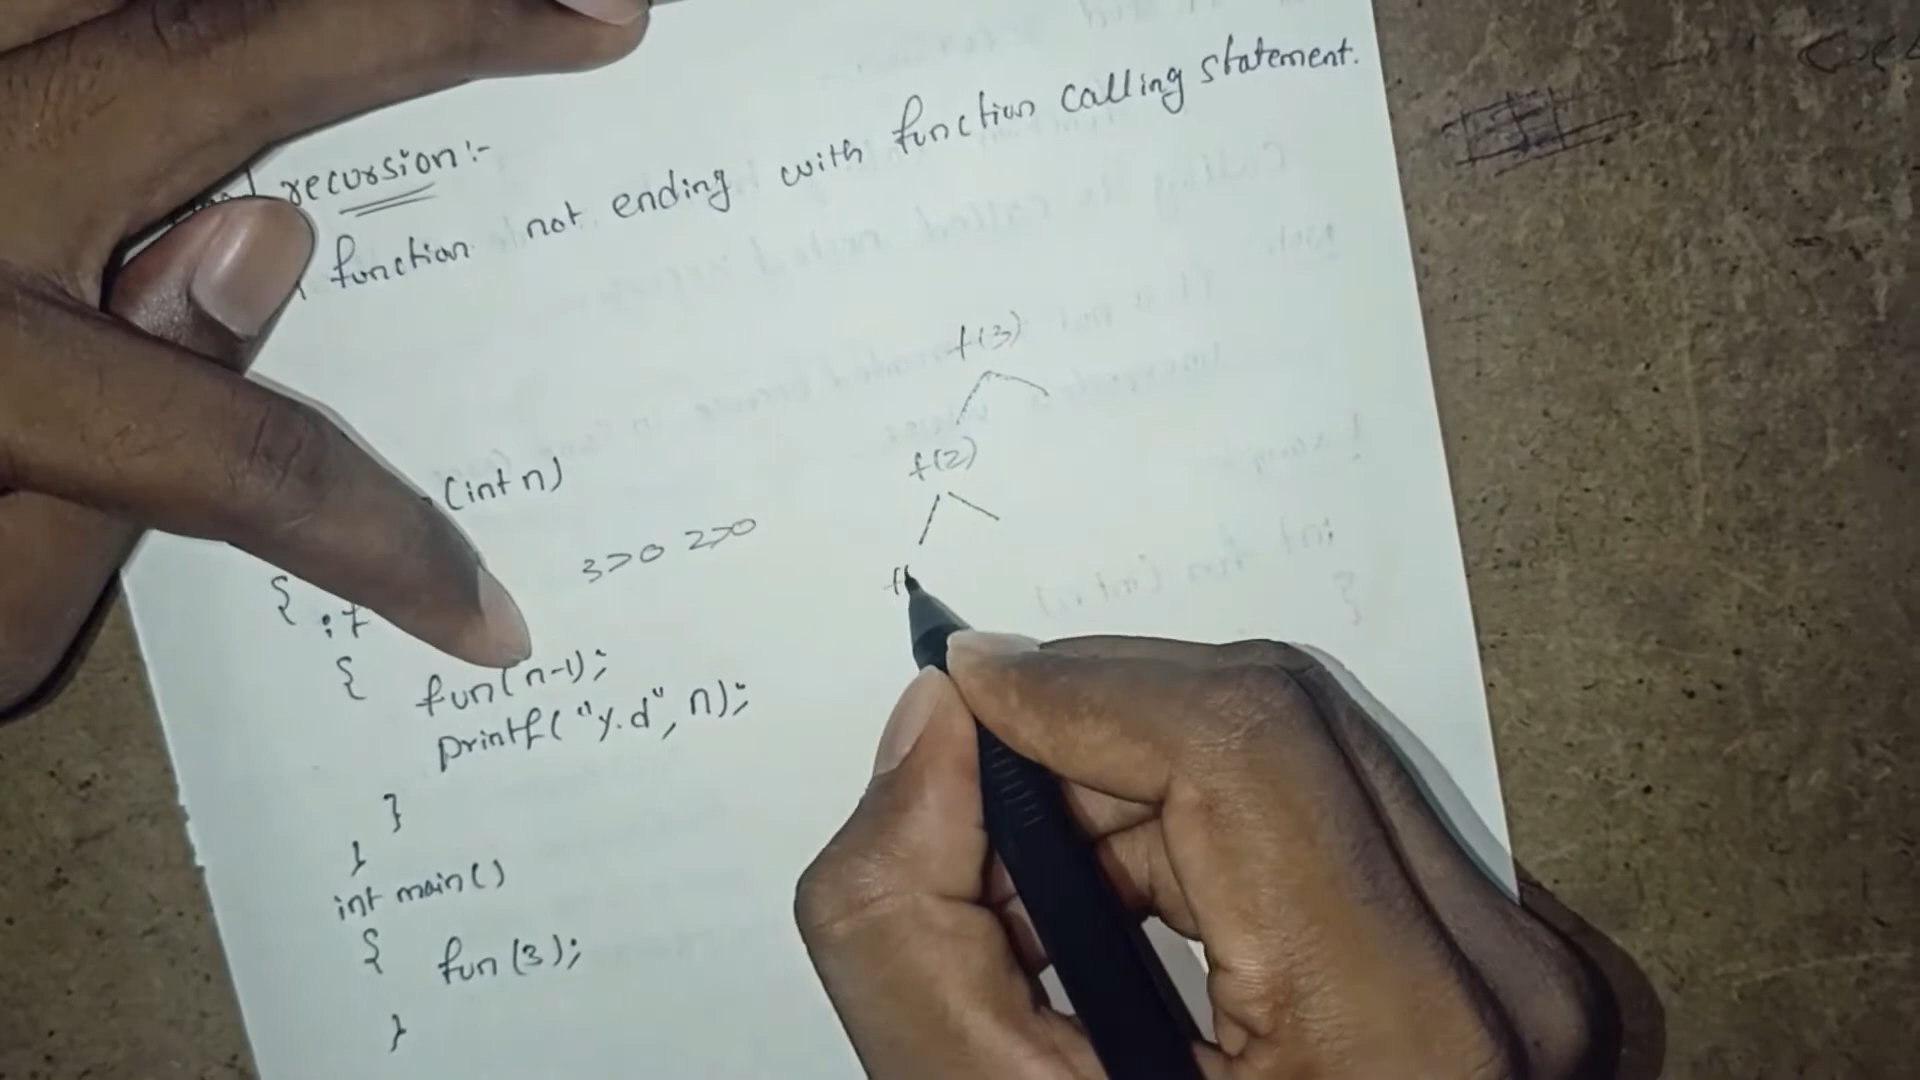 recursion:-
function not ending with function calling statement.
(int n)
3>0 2>0
{ if
{ fun(n-1);
printf("%d", n);
}
}
int main()
{ fun(3);
}
f(3)
f(2)
f